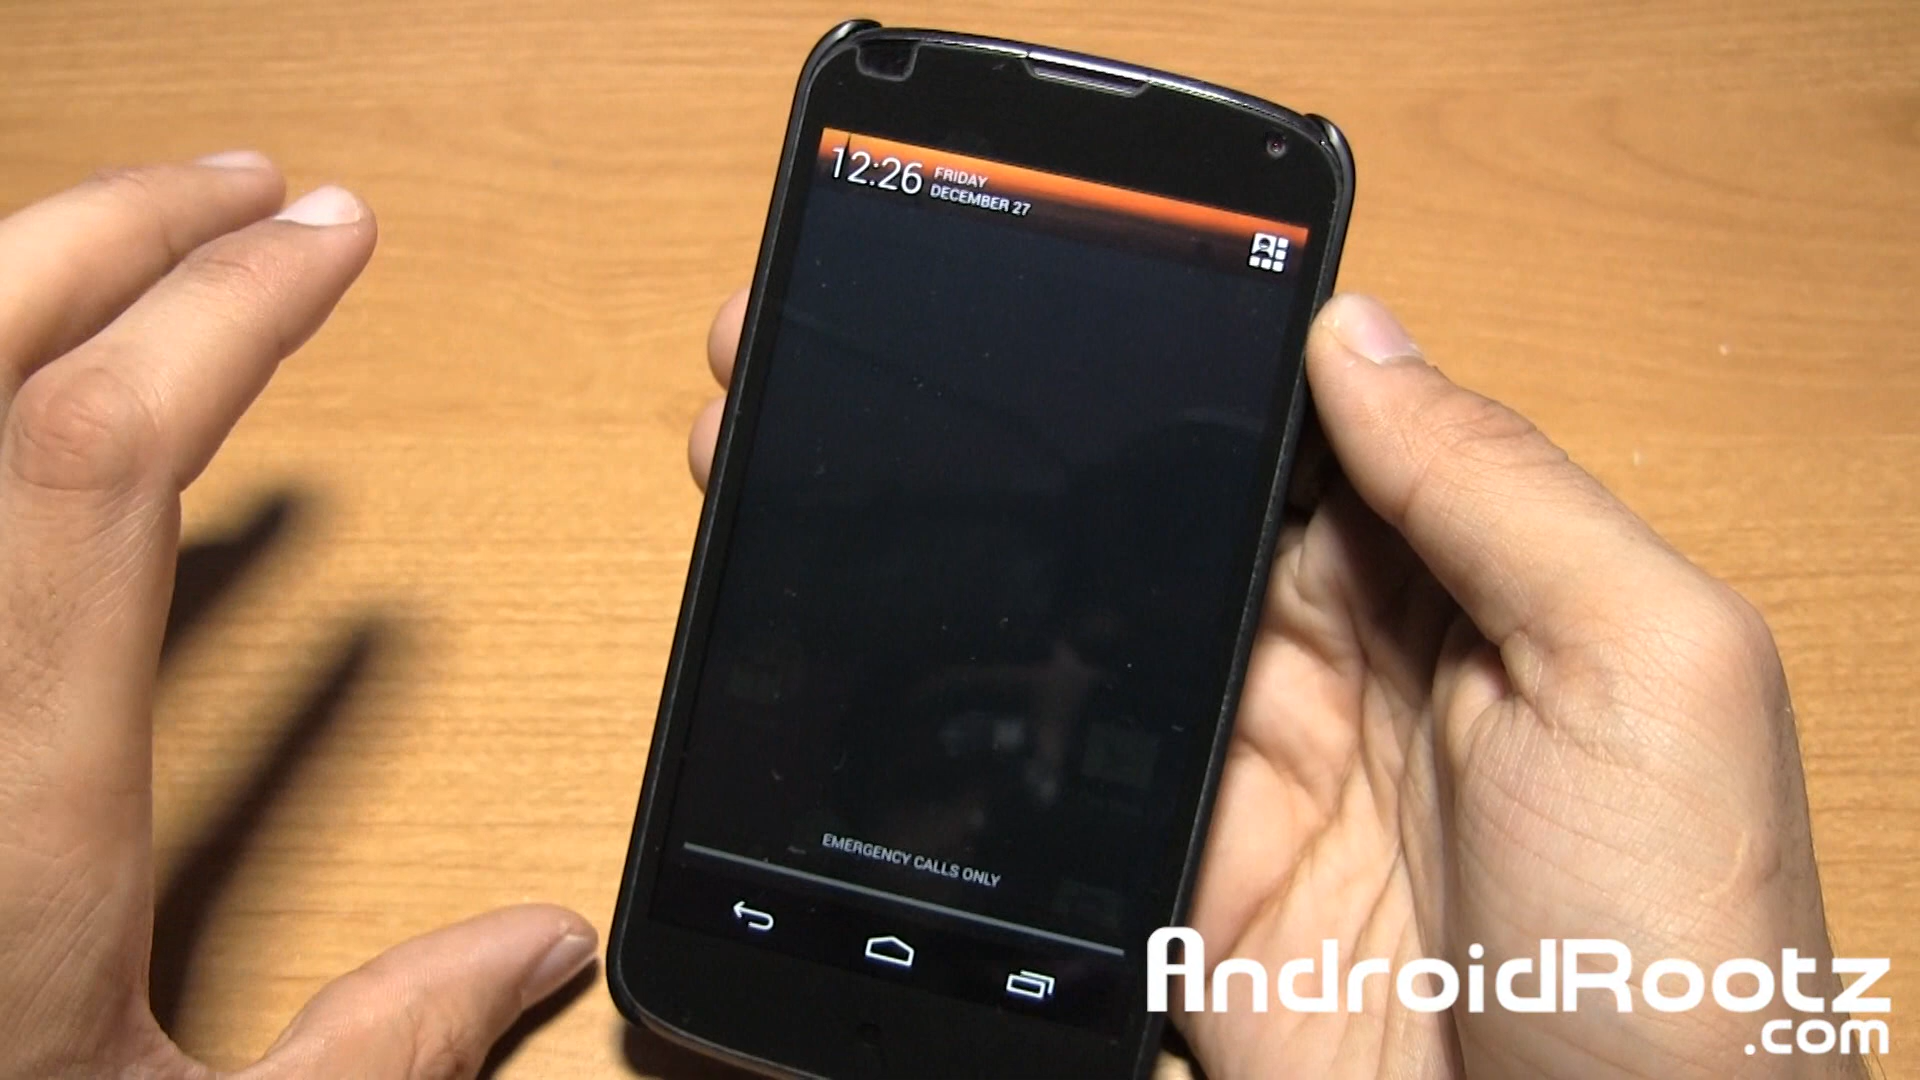 12:26
FRIDAY
DECEMBER 27
EMERGENCY CALLS ONLY
AndroidRootz
.com